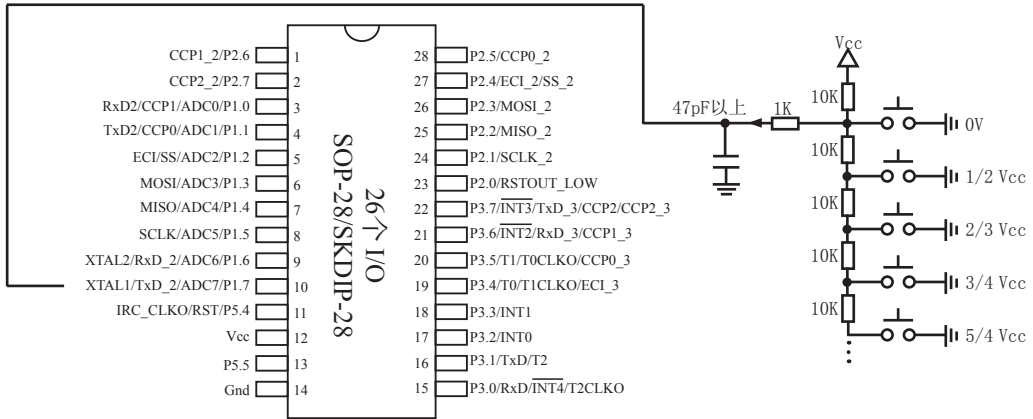 CCP1_2/P2.6 1
CCP2_2/P2.7 2
RxD2/CCP1/ADC0/P1.0 3
TxD2/CCP0/ADC1/P1.1 4
ECI/SS/ADC2/P1.2 5
MOSI/ADC3/P1.3 6
MISO/ADC4/P1.4 7
SCLK/ADC5/P1.5 8
XTAL2/RxD_2/ADC6/P1.6 9
XTAL1/TxD_2/ADC7/P1.7 10
IRC_CLKO/RST/P5.4 11
Vcc 12
P5.5 13
Gnd 14
26个 I/O
SOP-28/SKDIP-28
28 P2.5/CCP0_2
27 P2.4/ECI_2/SS_2
26 P2.3/MOSI_2
25 P2.2/MISO_2
24 P2.1/SCLK_2
23 P2.0/RSTOUT_LOW
22 P3.7/INT3/TxD_3/CCP2/CCP2_3
21 P3.6/INT2/RxD_3/CCP1_3
20 P3.5/T1/T0CLKO/CCP0_3
19 P3.4/T0/T1CLKO/ECI_3
18 P3.3/INT1
17 P3.2/INT0
16 P3.1/TxD/T2
15 P3.0/RxD/INT4/T2CLKO
47pF以上
1K
Vcc
10K
0V
10K
1/2 Vcc
10K
2/3 Vcc
10K
3/4 Vcc
10K
5/4 Vcc